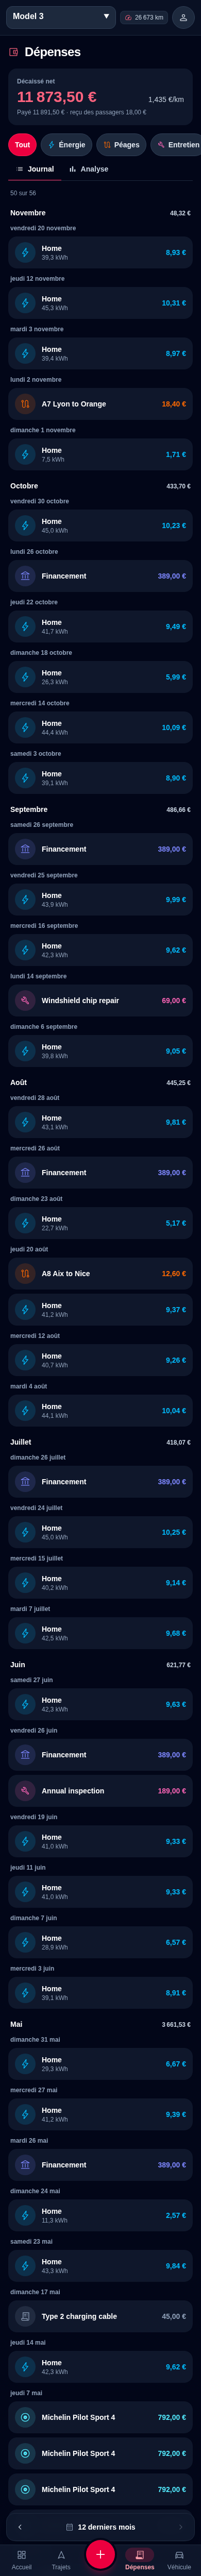 Model 3
26 673 km
Dépenses
Décaissé net
11 873,50 €
1,435 €/km
Payé 11 891,50 € · reçu des passagers 18,00 €
Tout
Énergie
Péages
Entretien
Journal
Analyse
50 sur 56
Novembre 48,32 €
vendredi 20 novembre
Home 8,93 €
39,3 kWh
jeudi 12 novembre
Home 10,31 €
45,3 kWh
mardi 3 novembre
Home 8,97 €
39,4 kWh
lundi 2 novembre
A7 Lyon to Orange 18,40 €
dimanche 1 novembre
Home 1,71 €
7,5 kWh
Octobre 433,70 €
vendredi 30 octobre
Home 10,23 €
45,0 kWh
lundi 26 octobre
Financement 389,00 €
jeudi 22 octobre
Home 9,49 €
41,7 kWh
dimanche 18 octobre
Home 5,99 €
26,3 kWh
mercredi 14 octobre
Home 10,09 €
44,4 kWh
samedi 3 octobre
Home 8,90 €
39,1 kWh
Septembre 486,66 €
samedi 26 septembre
Financement 389,00 €
vendredi 25 septembre
Home 9,99 €
43,9 kWh
mercredi 16 septembre
Home 9,62 €
42,3 kWh
lundi 14 septembre
Windshield chip repair 69,00 €
dimanche 6 septembre
Home 9,05 €
39,8 kWh
Août 445,25 €
vendredi 28 août
Home 9,81 €
43,1 kWh
mercredi 26 août
Financement 389,00 €
dimanche 23 août
Home 5,17 €
22,7 kWh
jeudi 20 août
A8 Aix to Nice 12,60 €
Home 9,37 €
41,2 kWh
mercredi 12 août
Home 9,26 €
40,7 kWh
mardi 4 août
Home 10,04 €
44,1 kWh
Juillet 418,07 €
dimanche 26 juillet
Financement 389,00 €
vendredi 24 juillet
Home 10,25 €
45,0 kWh
mercredi 15 juillet
Home 9,14 €
40,2 kWh
mardi 7 juillet
Home 9,68 €
42,5 kWh
Juin 621,77 €
samedi 27 juin
Home 9,63 €
42,3 kWh
vendredi 26 juin
Financement 389,00 €
Annual inspection 189,00 €
vendredi 19 juin
Home 9,33 €
41,0 kWh
jeudi 11 juin
Home 9,33 €
41,0 kWh
dimanche 7 juin
Home 6,57 €
28,9 kWh
mercredi 3 juin
Home 8,91 €
39,1 kWh
Mai 3 661,53 €
dimanche 31 mai
Home 6,67 €
29,3 kWh
mercredi 27 mai
Home 9,39 €
41,2 kWh
mardi 26 mai
Financement 389,00 €
dimanche 24 mai
Home 2,57 €
11,3 kWh
samedi 23 mai
Home 9,84 €
43,3 kWh
dimanche 17 mai
Type 2 charging cable 45,00 €
jeudi 14 mai
Home 9,62 €
42,3 kWh
jeudi 7 mai
Michelin Pilot Sport 4 792,00 €
Michelin Pilot Sport 4 792,00 €
Michelin Pilot Sport 4 792,00 €
12 derniers mois
Accueil
Trajets
Dépenses
Véhicule